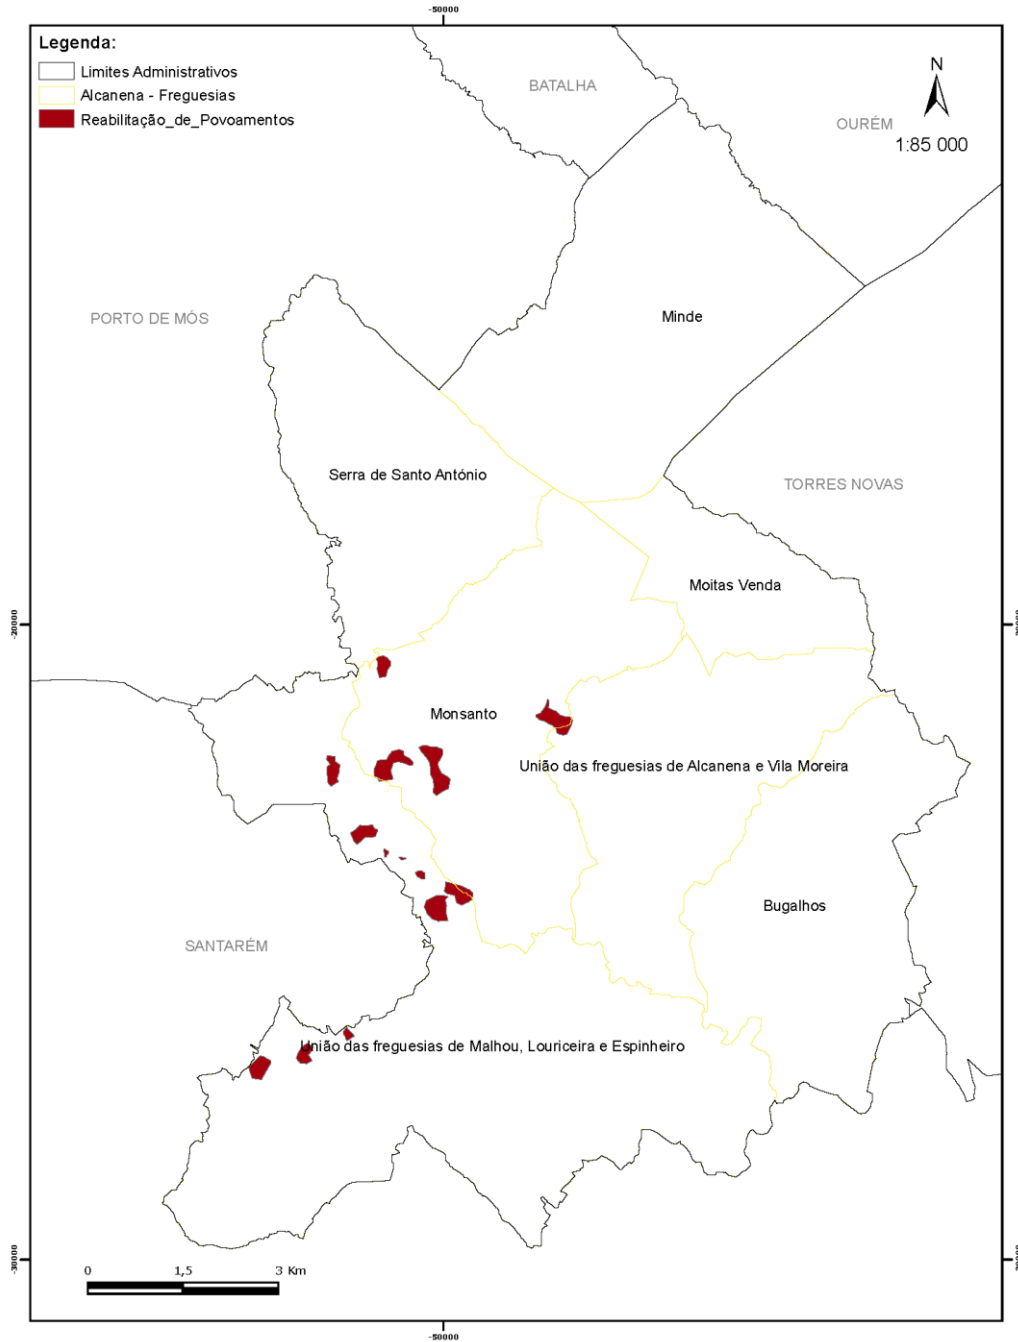 -50000
Legenda:
Limites Administrativos
Alcanena - Freguesias
Reabilitação_de_Povoamentos
BATALHA
N
OURÉM
1:85 000
PORTO DE MÓS
Minde
Serra de Santo António
TORRES NOVAS
Moitas Venda
-20000
Monsanto
União das freguesias de Alcanena e Vila Moreira
Bugalhos
SANTARÉM
União das freguesias de Malhou, Louriceira e Espinheiro
-30000
0 1,5 3 Km
-50000